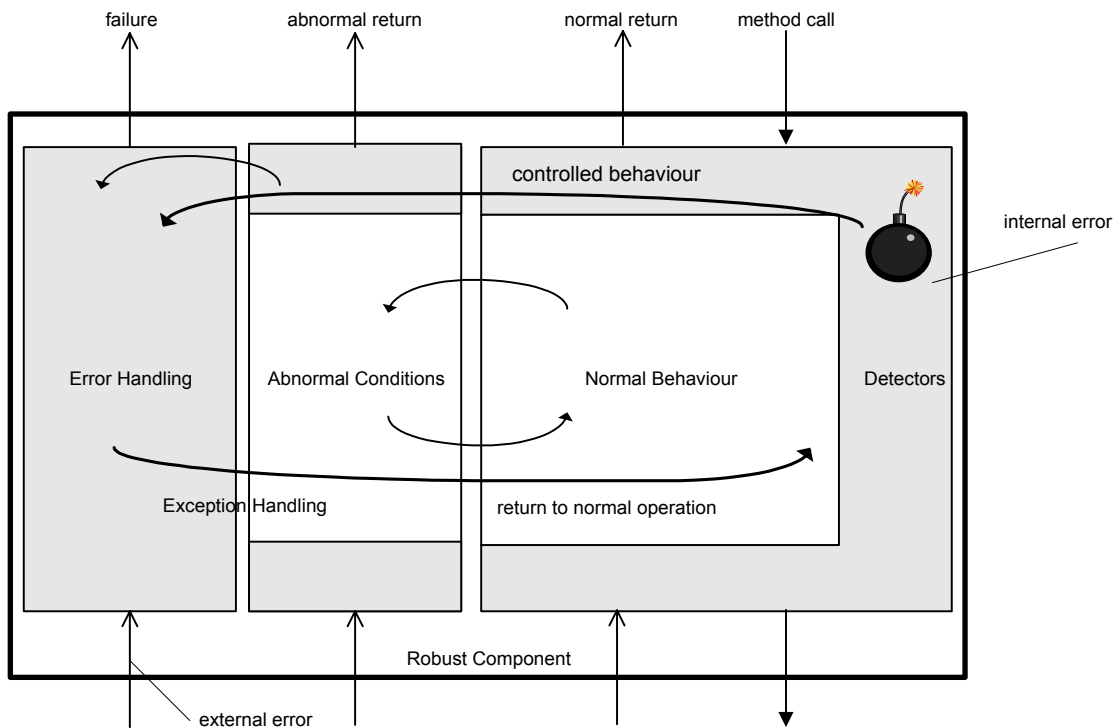 failure
abnormal return
normal return
method call
controlled behaviour
internal error
Error Handling
Abnormal Conditions
Normal Behaviour
Detectors
Exception Handling
return to normal operation
Robust Component
external error